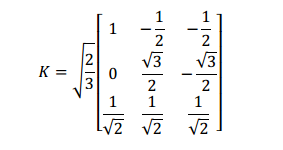 K = √(2/3) [ 1 -1/2 -1/2
0 √3/2 -√3/2
1/√2 1/√2 1/√2 ]